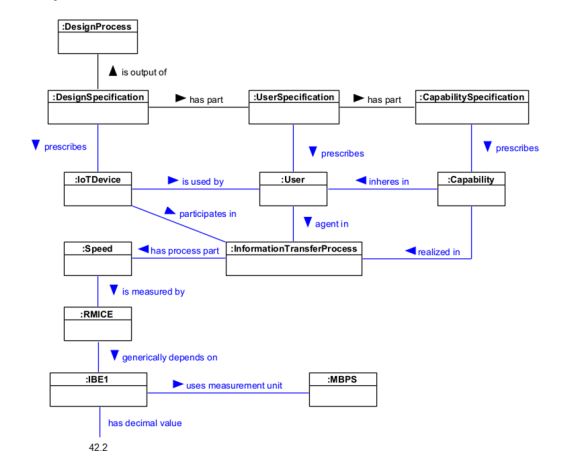 :DesignProcess
is output of
:DesignSpecification
has part
:UserSpecification
has part
:CapabilitySpecification
prescribes
prescribes
prescribes
:IoTDevice
is used by
:User
inheres in
:Capability
participates in
agent in
:Speed
has process part
:InformationTransferProcess
realized in
is measured by
:RMICE
generically depends on
:IBE1
uses measurement unit
:MBPS
has decimal value
42.2